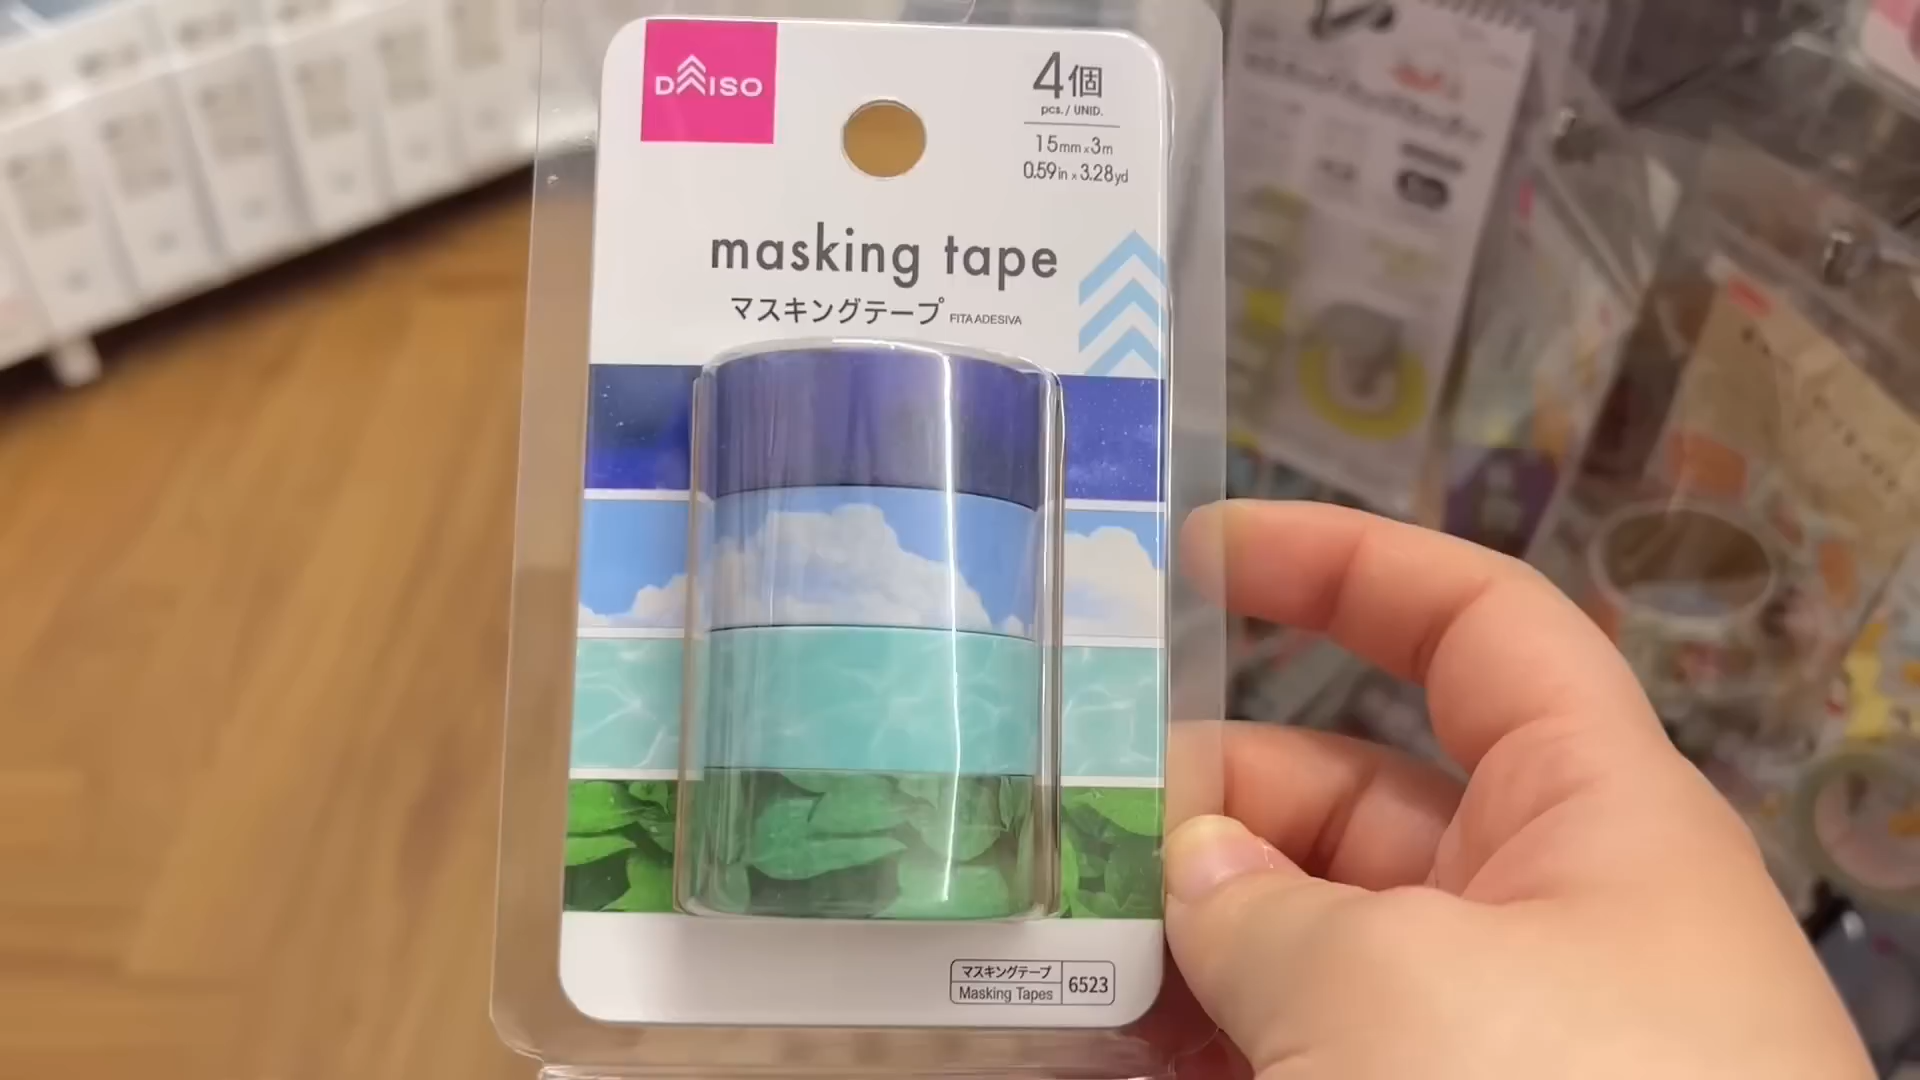 DAISO
4個
pcs./ UNID.
15mm×3m
0.59in×3.28yd
masking tape
マスキングテープ FITA ADESIVA
マスキングテープ
Masking Tapes
6523